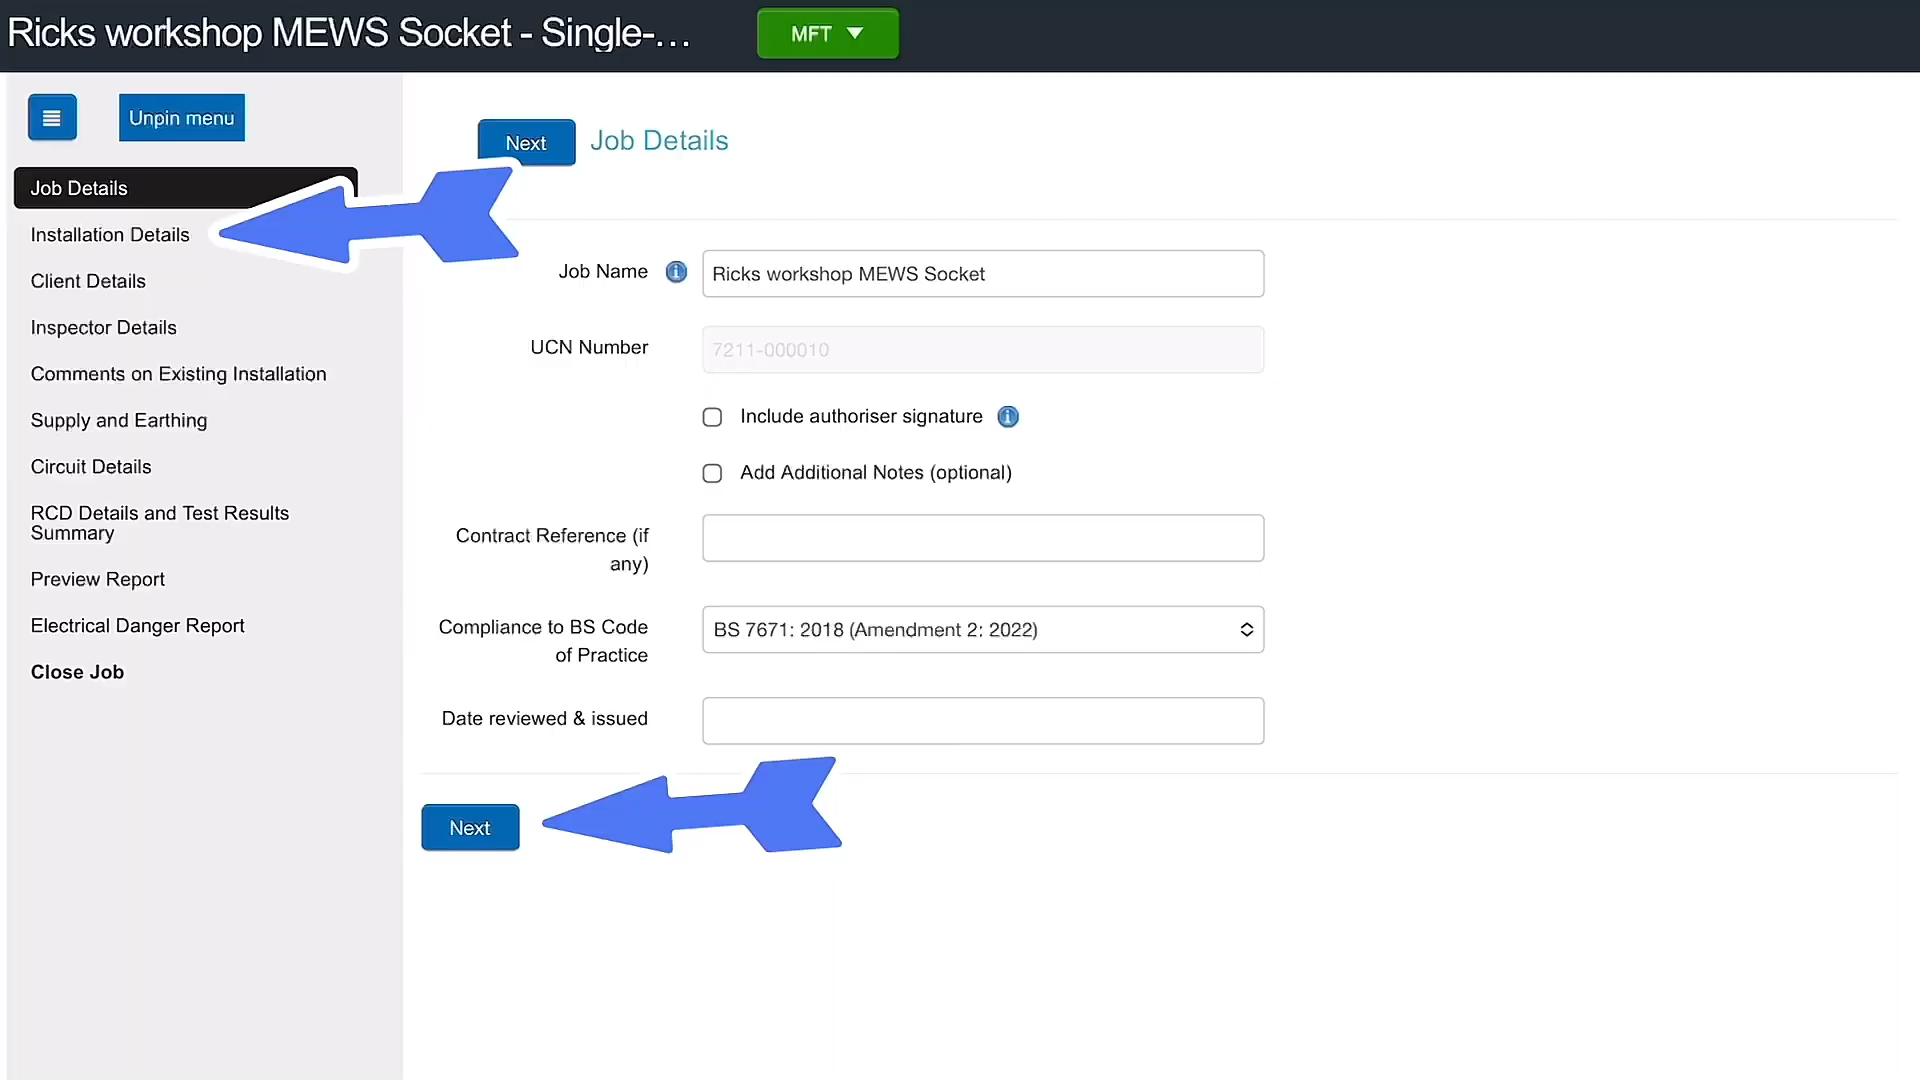 Ricks workshop MEWS Socket - Single-...
MFT
Unpin menu
Job Details
Installation Details
Client Details
Inspector Details
Comments on Existing Installation
Supply and Earthing
Circuit Details
RCD Details and Test Results
Summary
Preview Report
Electrical Danger Report
Close Job
Next
Job Details
Job Name
Ricks workshop MEWS Socket
UCN Number
7211-000010
Include authoriser signature
Add Additional Notes (optional)
Contract Reference (if
any)
Compliance to BS Code
of Practice
BS 7671: 2018 (Amendment 2: 2022)
Date reviewed & issued
Next